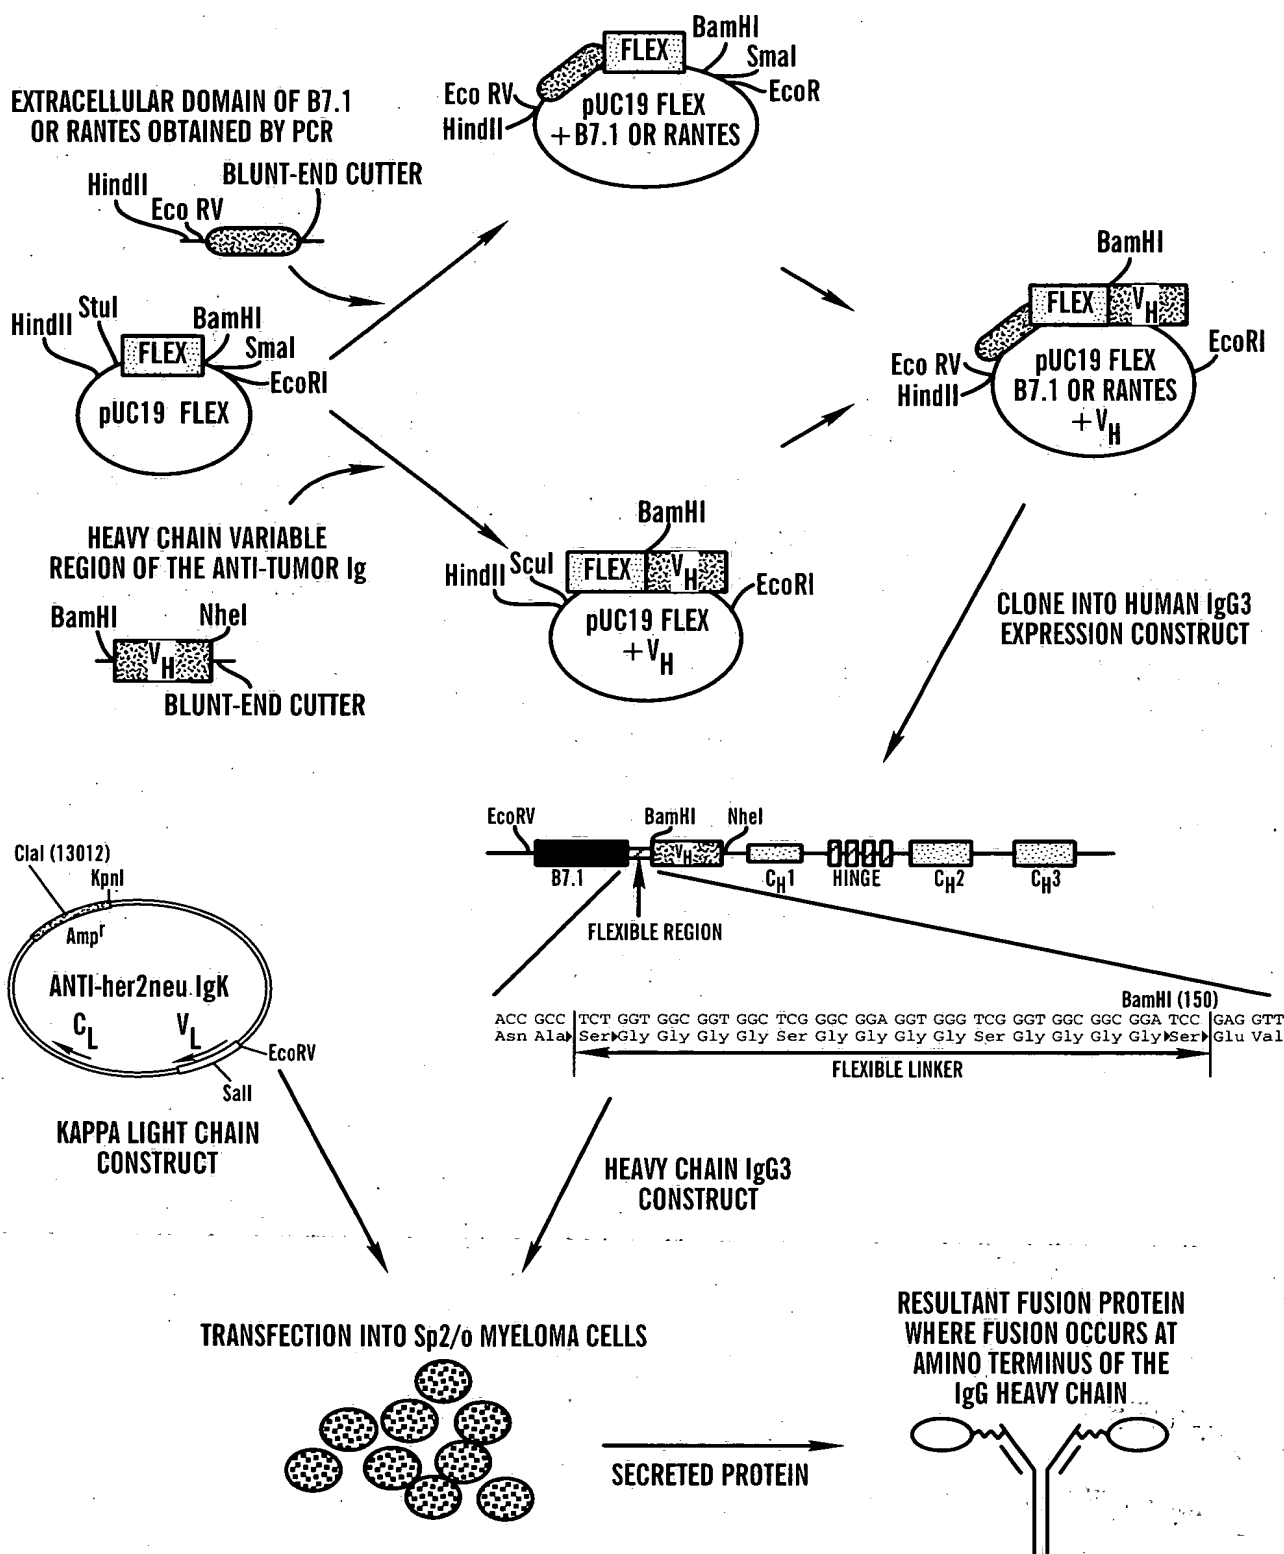 BamHI
FLEX
SmaI
EcoR
Eco RV
HindII
pUC19 FLEX
+B7.1 OR RANTES
EXTRACELLULAR DOMAIN OF B7.1
OR RANTES OBTAINED BY PCR
BLUNT-END CUTTER
HindII
Eco RV
StuI
HindII
BamHI
FLEX
SmaI
EcoRI
pUC19 FLEX
BamHI
FLEX
VH
EcoRI
Eco RV
HindII
pUC19 FLEX
B7.1 OR RANTES
+VH
HEAVY CHAIN VARIABLE
REGION OF THE ANTI-TUMOR Ig
BamHI
NheI
VH
BLUNT-END CUTTER
BamHI
ScuI
HindII
FLEX
VH
EcoRI
pUC19 FLEX
+VH
CLONE INTO HUMAN IgG3
EXPRESSION CONSTRUCT
EcoRV
BamHI
NheI
VH
B7.1
CH1
HINGE
CH2
CH3
FLEXIBLE REGION
ClaI (13012)
KpnI
Ampr
ANTI-her2neu IgK
CL
VL
EcoRV
SalI
KAPPA LIGHT CHAIN
CONSTRUCT
BamHI (150)
ACC GCC TCT GGT GGC GGT GGC TCG GGC GGA GGT GGG TCG GGT GGC GGC GGA TCC GAG GTT
Asn Ala Ser Gly Gly Gly Gly Ser Gly Gly Gly Gly Ser Gly Gly Gly Gly Ser Glu Val
FLEXIBLE LINKER
HEAVY CHAIN IgG3
CONSTRUCT
TRANSFECTION INTO Sp2/o MYELOMA CELLS
SECRETED PROTEIN
RESULTANT FUSION PROTEIN
WHERE FUSION OCCURS AT
AMINO TERMINUS OF THE
IgG HEAVY CHAIN